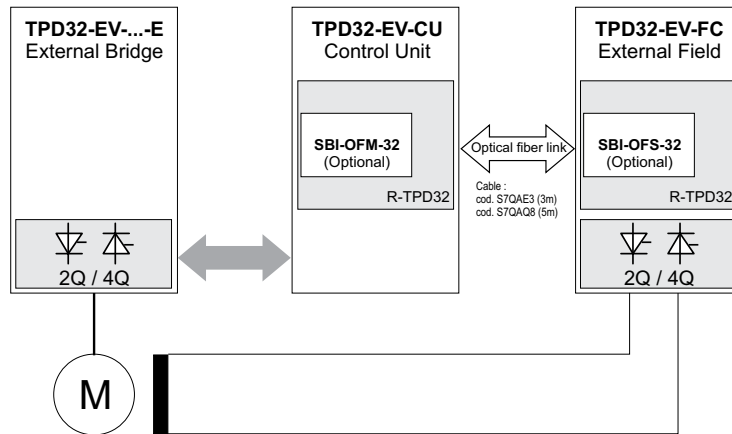 TPD32-EV-...-E
External Bridge
2Q / 4Q
M
TPD32-EV-CU
Control Unit
SBI-OFM-32
(Optional)
R-TPD32
Optical fiber link
Cable :
cod. S7QAE3 (3m)
cod. S7QAQ8 (5m)
TPD32-EV-FC
External Field
SBI-OFS-32
(Optional)
R-TPD32
2Q / 4Q